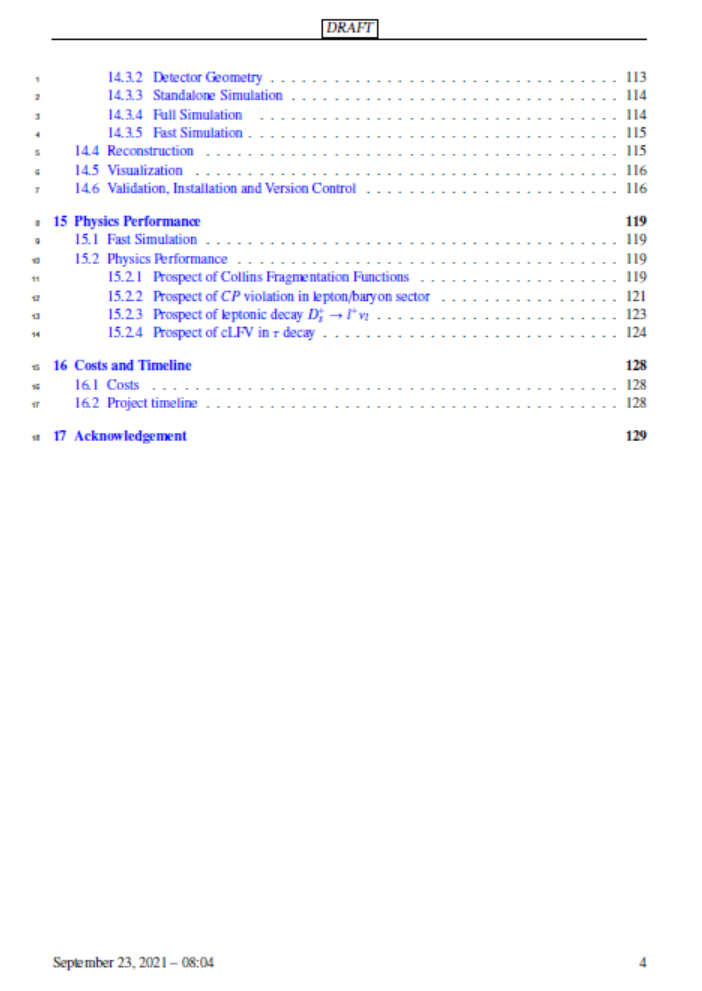 DRAFT
1 14.3.2 Detector Geometry . . . . . . . . . . . . . . . . . . . . . . . . . . . . . . . . 113
2 14.3.3 Standalone Simulation . . . . . . . . . . . . . . . . . . . . . . . . . . . . . . 114
3 14.3.4 Full Simulation . . . . . . . . . . . . . . . . . . . . . . . . . . . . . . . . . 114
4 14.3.5 Fast Simulation . . . . . . . . . . . . . . . . . . . . . . . . . . . . . . . . . . 115
5 14.4 Reconstruction . . . . . . . . . . . . . . . . . . . . . . . . . . . . . . . . . . . . . . 115
6 14.5 Visualization . . . . . . . . . . . . . . . . . . . . . . . . . . . . . . . . . . . . . . . 116
7 14.6 Validation, Installation and Version Control . . . . . . . . . . . . . . . . . . . . . . . 116
8 15 Physics Performance 119
9 15.1 Fast Simulation . . . . . . . . . . . . . . . . . . . . . . . . . . . . . . . . . . . . . . 119
10 15.2 Physics Performance . . . . . . . . . . . . . . . . . . . . . . . . . . . . . . . . . . . 119
11 15.2.1 Prospect of Collins Fragmentation Functions . . . . . . . . . . . . . . . . . . 119
12 15.2.2 Prospect of CP violation in lepton/baryon sector . . . . . . . . . . . . . . . . 121
13 15.2.3 Prospect of leptonic decay D_s^+ → l^+ν_l . . . . . . . . . . . . . . . . . . . . . . 123
14 15.2.4 Prospect of cLFV in τ decay . . . . . . . . . . . . . . . . . . . . . . . . . . . 124
15 16 Costs and Timeline 128
16 16.1 Costs . . . . . . . . . . . . . . . . . . . . . . . . . . . . . . . . . . . . . . . . . . . 128
17 16.2 Project timeline . . . . . . . . . . . . . . . . . . . . . . . . . . . . . . . . . . . . . . 128
18 17 Acknowledgement 129
September 23, 2021 – 08:04 4